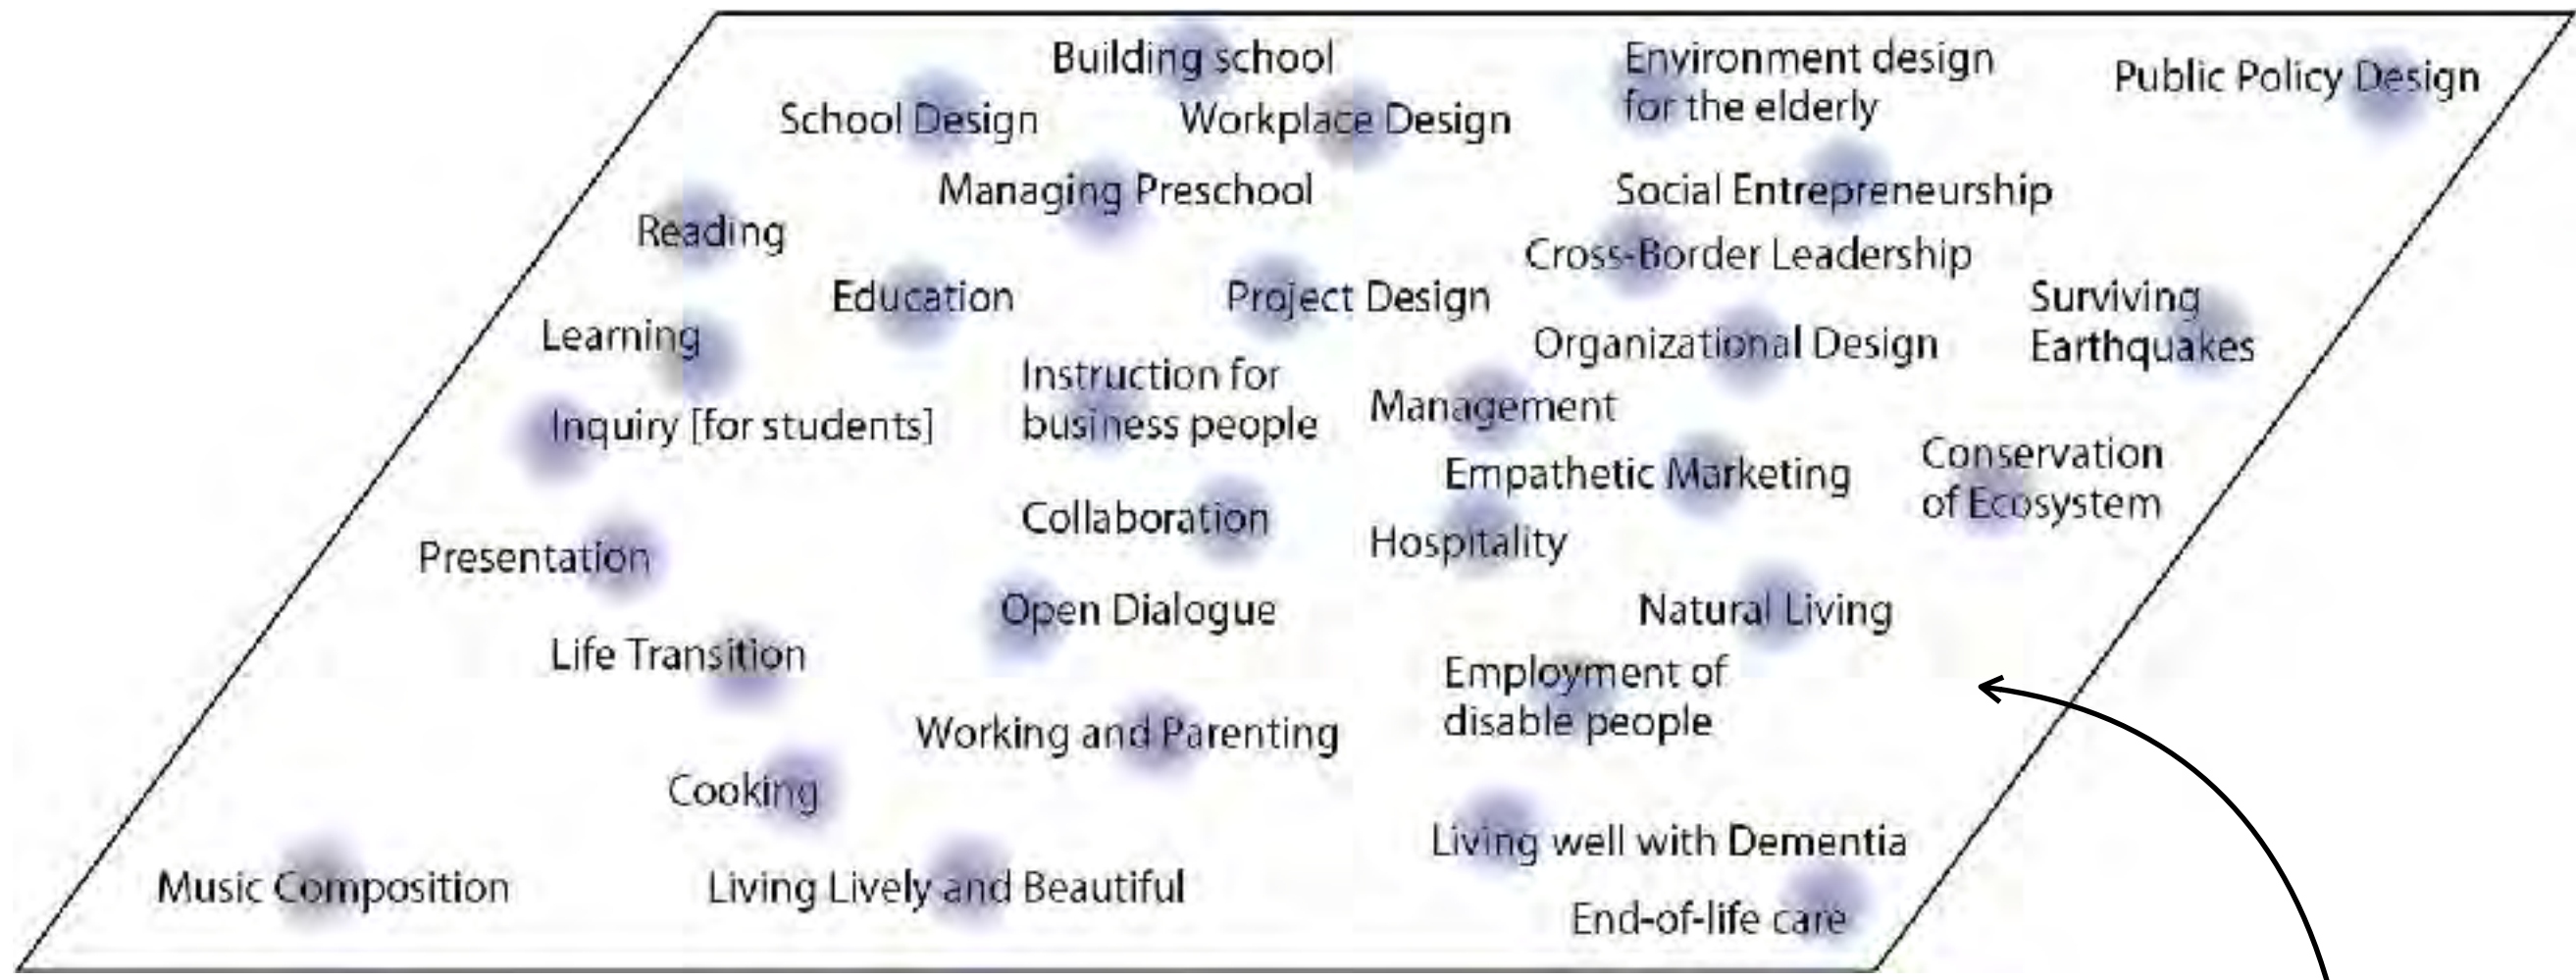 Building school
Environment design
for the elderly
Public Policy Design
School Design
Workplace Design
Managing Preschool
Social Entrepreneurship
Reading
Cross-Border Leadership
Education
Project Design
Surviving
Earthquakes
Learning
Organizational Design
Instruction for
business people
Management
Inquiry [for students]
Empathetic Marketing
Conservation
of Ecosystem
Collaboration
Hospitality
Presentation
Open Dialogue
Natural Living
Life Transition
Employment of
disable people
Working and Parenting
Cooking
Living well with Dementia
Music Composition
Living Lively and Beautiful
End-of-life care